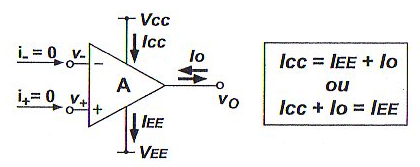 VCC
ICC
i- = 0
v-
-
A
IO
vO
i+ = 0
v+
+
IEE
VEE
ICC = IEE + IO
ou
ICC + IO = IEE